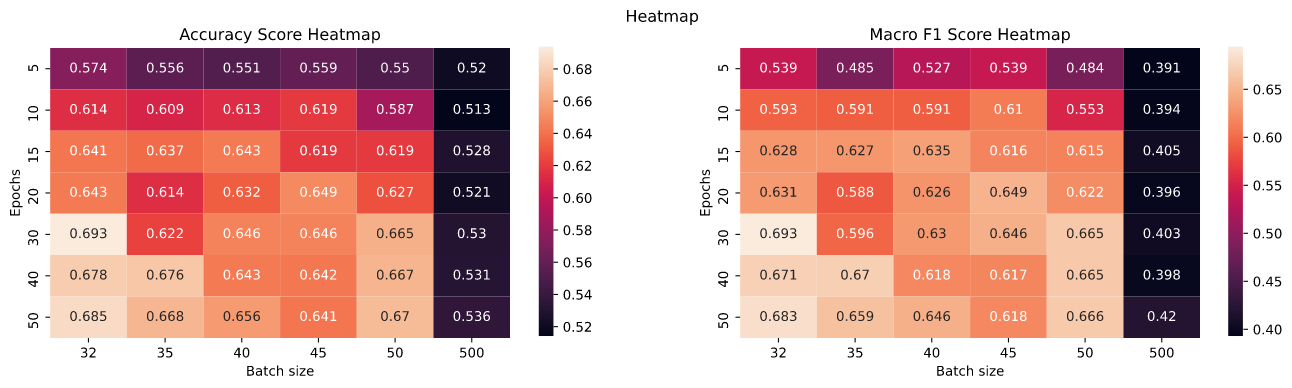 Heatmap
Accuracy Score Heatmap
Epochs
5 0.574 0.556 0.551 0.559 0.55 0.52
10 0.614 0.609 0.613 0.619 0.587 0.513
15 0.641 0.637 0.643 0.619 0.619 0.528
20 0.643 0.614 0.632 0.649 0.627 0.521
30 0.693 0.622 0.646 0.646 0.665 0.53
40 0.678 0.676 0.643 0.642 0.667 0.531
50 0.685 0.668 0.656 0.641 0.67 0.536
32 35 40 45 50 500
Batch size
0.68
0.66
0.64
0.62
0.60
0.58
0.56
0.54
0.52
Macro F1 Score Heatmap
Epochs
5 0.539 0.485 0.527 0.539 0.484 0.391
10 0.593 0.591 0.591 0.61 0.553 0.394
15 0.628 0.627 0.635 0.616 0.615 0.405
20 0.631 0.588 0.626 0.649 0.622 0.396
30 0.693 0.596 0.63 0.646 0.665 0.403
40 0.671 0.67 0.618 0.617 0.665 0.398
50 0.683 0.659 0.646 0.618 0.666 0.42
32 35 40 45 50 500
Batch size
0.65
0.60
0.55
0.50
0.45
0.40